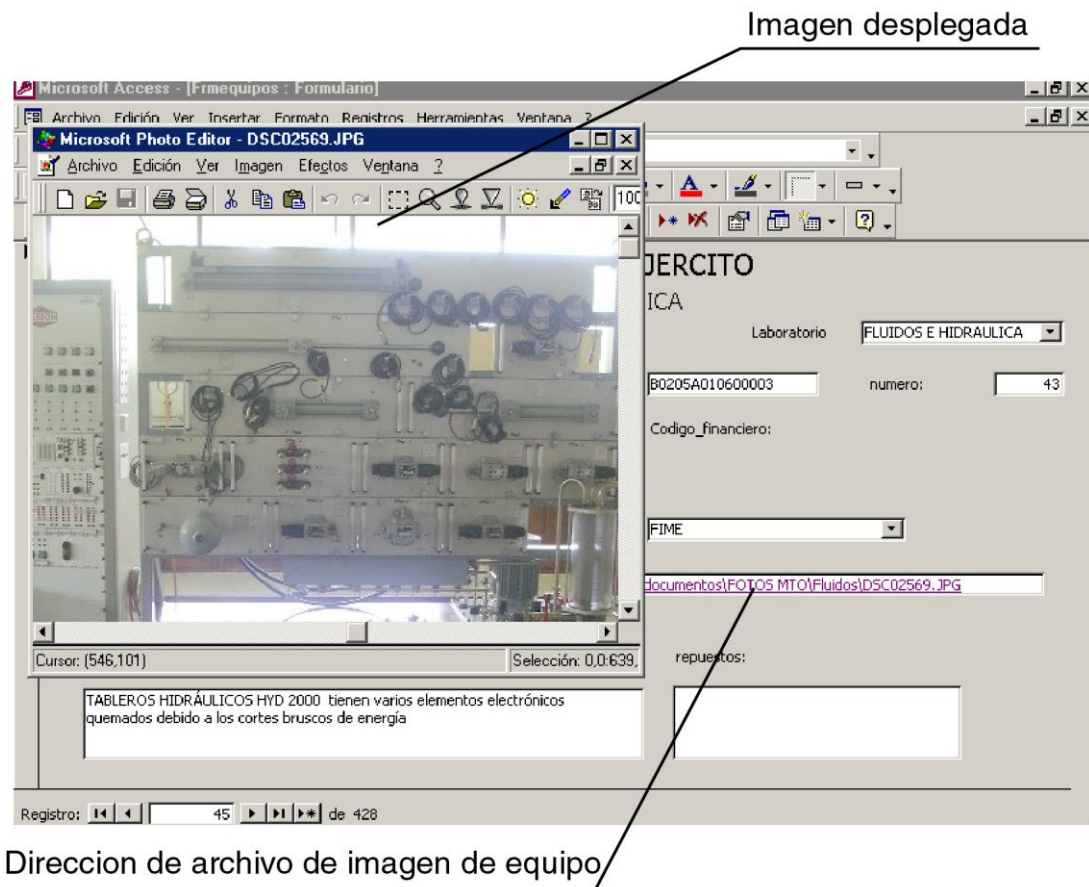 Imagen desplegada
Microsoft Access - [Frmequipos : Formulario]
Archivo Edición Ver Insertar Formato Registros Herramientas Ventana ?
Microsoft Photo Editor - DSC02569.JPG
Archivo Edición Ver Imagen Efectos Ventana ?
100
JERCITO
ICA
Laboratorio FLUIDOS E HIDRAULICA
B0205A010600003 numero: 43
Codigo_financiero:
FIME
documentos\FOTOS MTO\Fluidos\DSC02569.JPG
Cursor: (546,101) Selección: 0,0:639,
repuestos:
TABLEROS HIDRÁULICOS HYD 2000 tienen varios elementos electrónicos
quemados debido a los cortes bruscos de energía
Registro: 45 de 428
Direccion de archivo de imagen de equipo